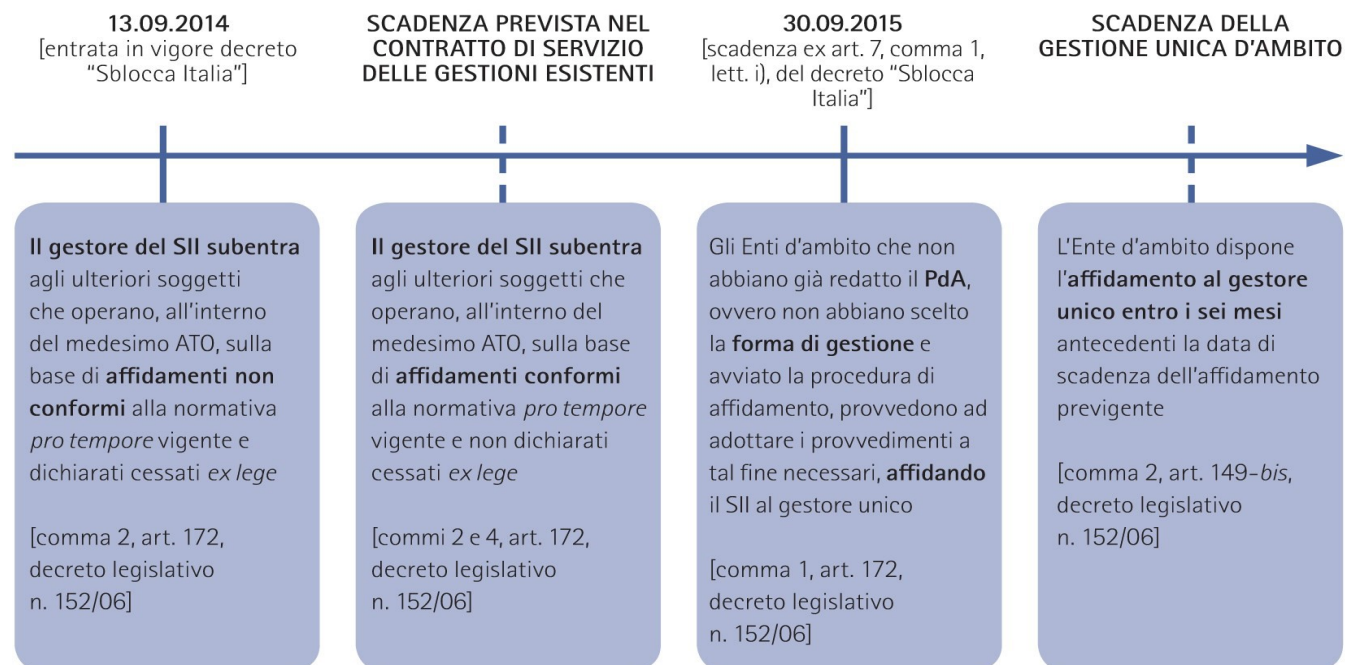 13.09.2014
[entrata in vigore decreto
“Sblocca Italia”]
SCADENZA PREVISTA NEL
CONTRATTO DI SERVIZIO
DELLE GESTIONI ESISTENTI
30.09.2015
[scadenza ex art. 7, comma 1,
lett. i), del decreto “Sblocca
Italia”]
SCADENZA DELLA
GESTIONE UNICA D’AMBITO
Il gestore del SII subentra
agli ulteriori soggetti
che operano, all’interno
del medesimo ATO, sulla
base di affidamenti non
conformi alla normativa
pro tempore vigente e
dichiarati cessati ex lege
[comma 2, art. 172,
decreto legislativo
n. 152/06]
Il gestore del SII subentra
agli ulteriori soggetti che
operano, all’interno del
medesimo ATO, sulla base
di affidamenti conformi
alla normativa pro tempore
vigente e non dichiarati
cessati ex lege
[commi 2 e 4, art. 172,
decreto legislativo
n. 152/06]
Gli Enti d’ambito che non
abbiano già redatto il PdA,
ovvero non abbiano scelto
la forma di gestione e
avviato la procedura di
affidamento, provvedono ad
adottare i provvedimenti a
tal fine necessari, affidando
il SII al gestore unico
[comma 1, art. 172,
decreto legislativo
n. 152/06]
L’Ente d’ambito dispone
l’affidamento al gestore
unico entro i sei mesi
antecedenti la data di
scadenza dell’affidamento
previgente
[comma 2, art. 149-bis,
decreto legislativo
n. 152/06]